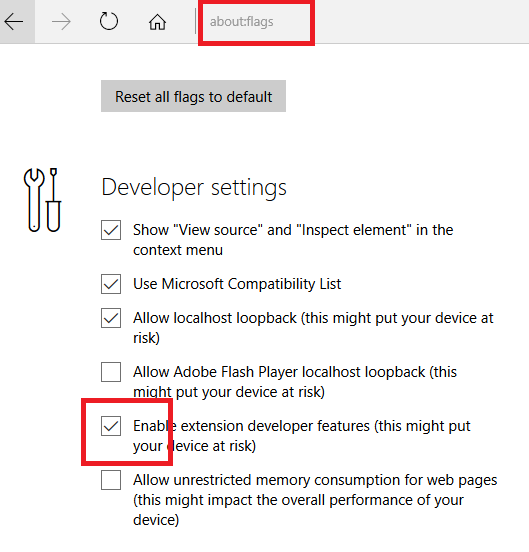 about:flags
Reset all flags to default
Developer settings
Show "View source" and "Inspect element" in the
context menu
Use Microsoft Compatibility List
Allow localhost loopback (this might put your device at
risk)
Allow Adobe Flash Player localhost loopback (this
might put your device at risk)
Enable extension developer features (this might put
your device at risk)
Allow unrestricted memory consumption for web pages
(this might impact the overall performance of your
device)